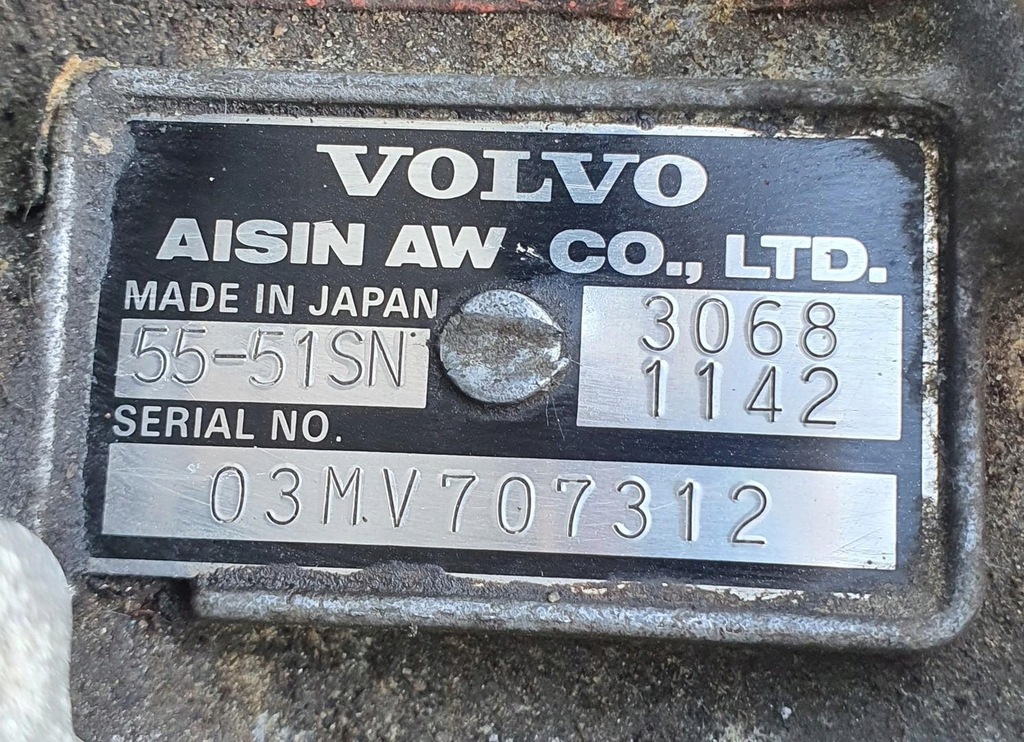 VOLVO
AISIN AW CO., LTD.
MADE IN JAPAN
55-51SN
3068
1142
SERIAL NO.
03MV707312